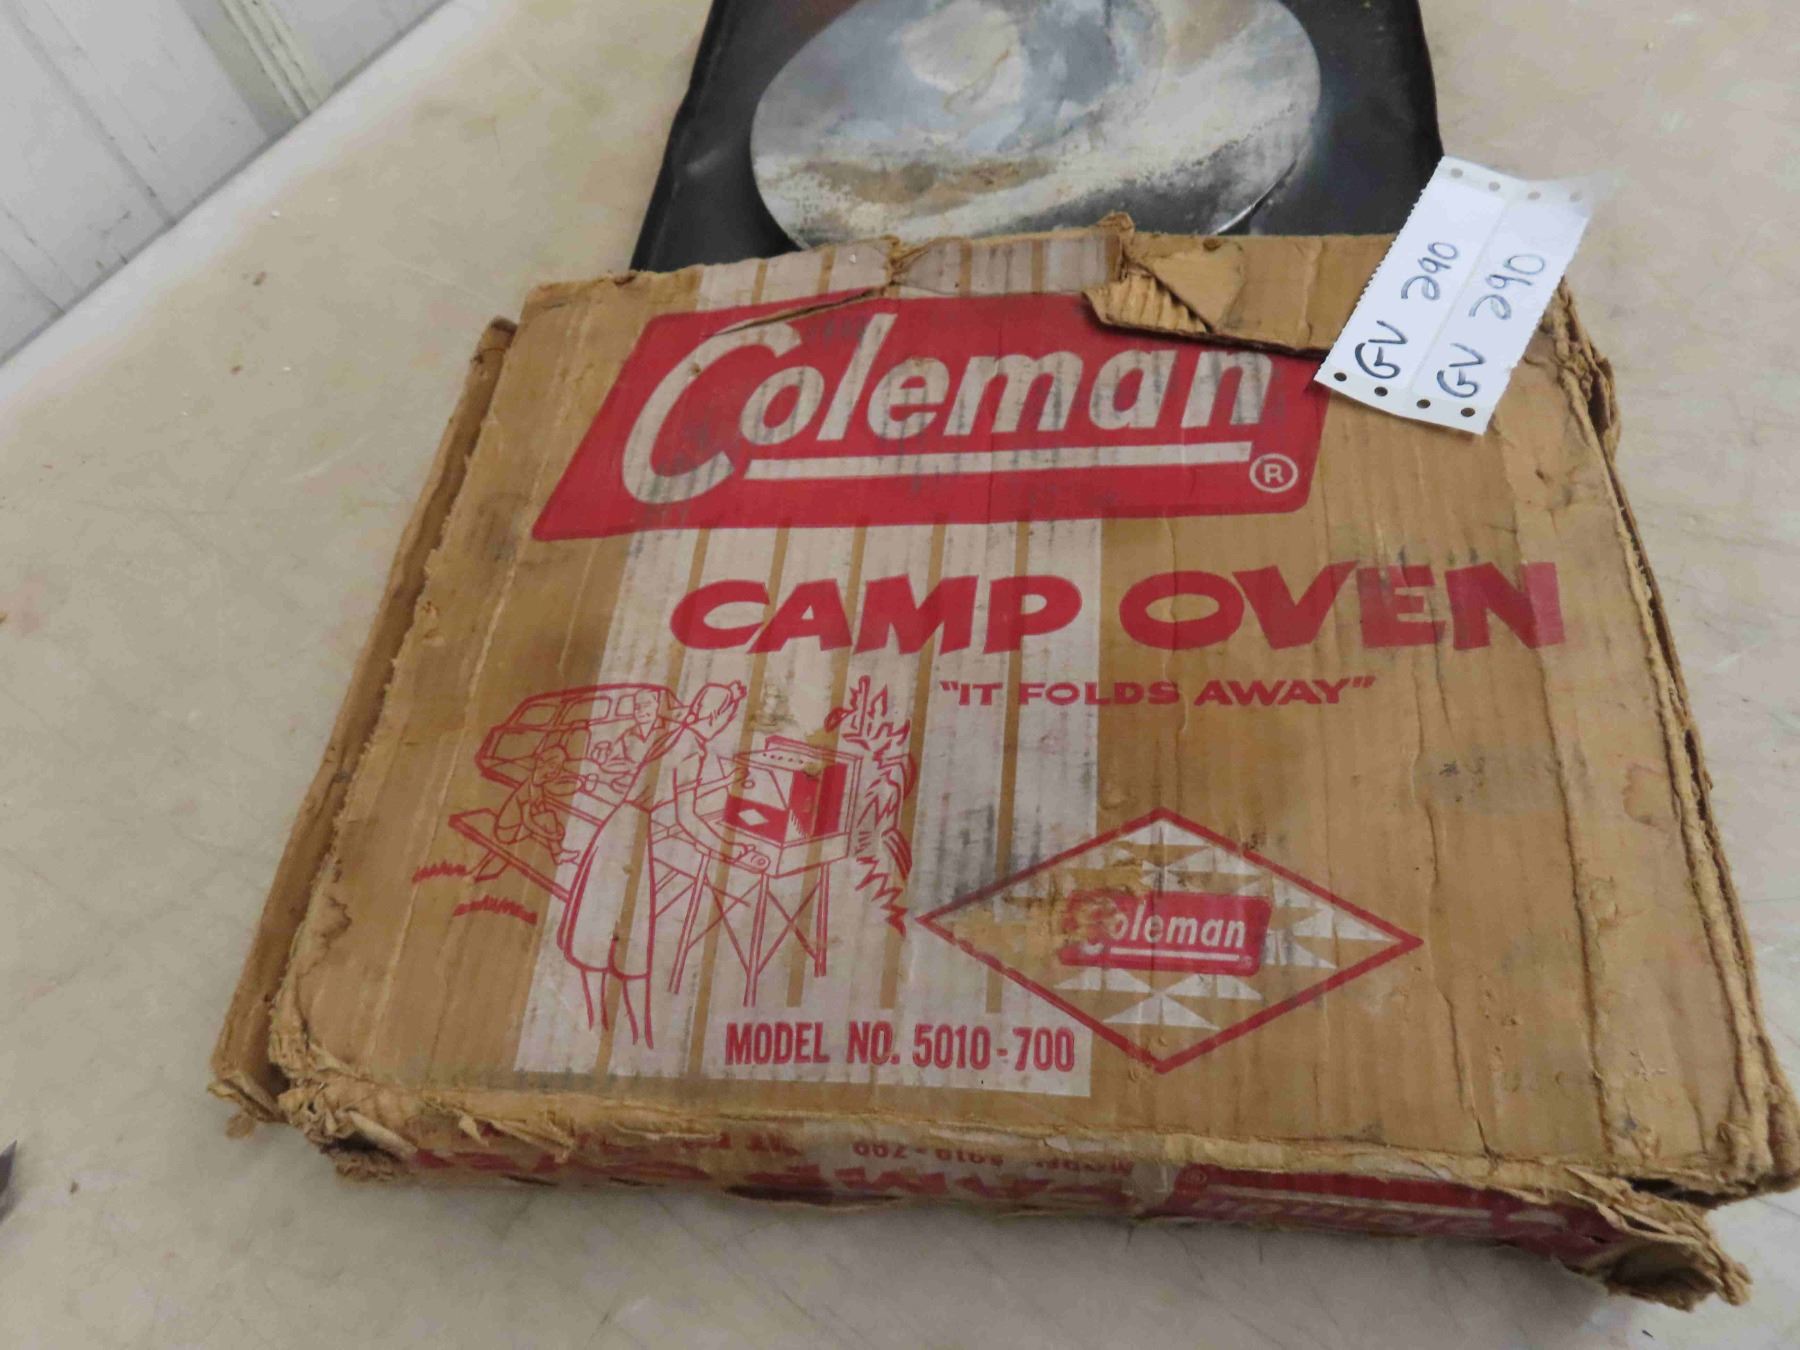 GV 290
GV 290
Coleman
®
CAMP OVEN
"IT FOLDS AWAY"
Coleman
MODEL NO. 5010-700